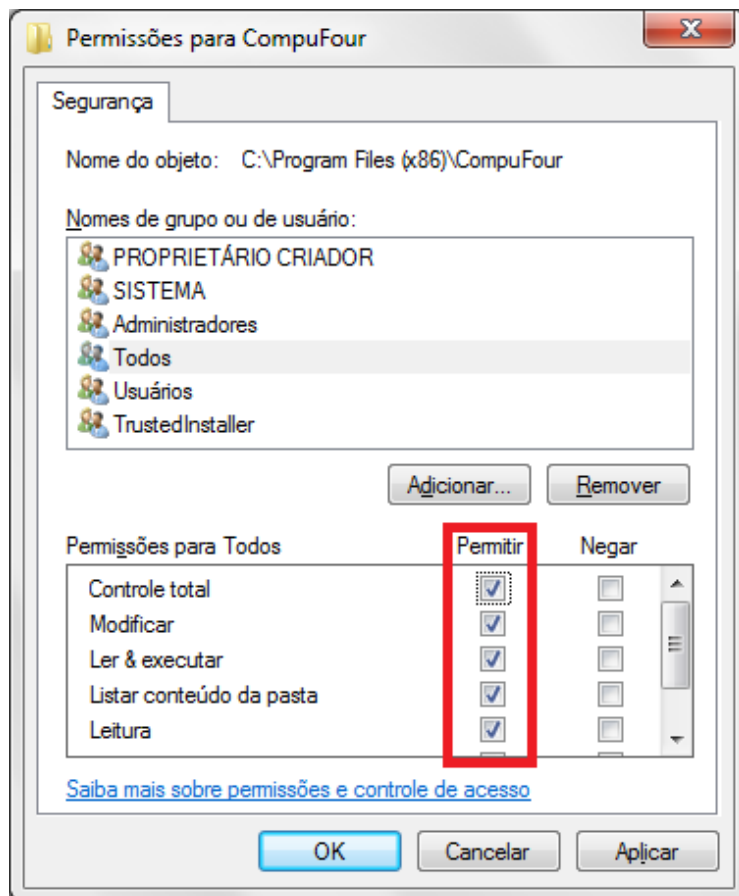 Permissões para CompuFour
Segurança
Nome do objeto: C:\Program Files (x86)\CompuFour
Nomes de grupo ou de usuário:
PROPRIETÁRIO CRIADOR
SISTEMA
Administradores
Todos
Usuários
TrustedInstaller
Adicionar... Remover
Permissões para Todos Permitir Negar
Controle total
Modificar
Ler & executar
Listar conteúdo da pasta
Leitura
Saiba mais sobre permissões e controle de acesso
OK Cancelar Aplicar